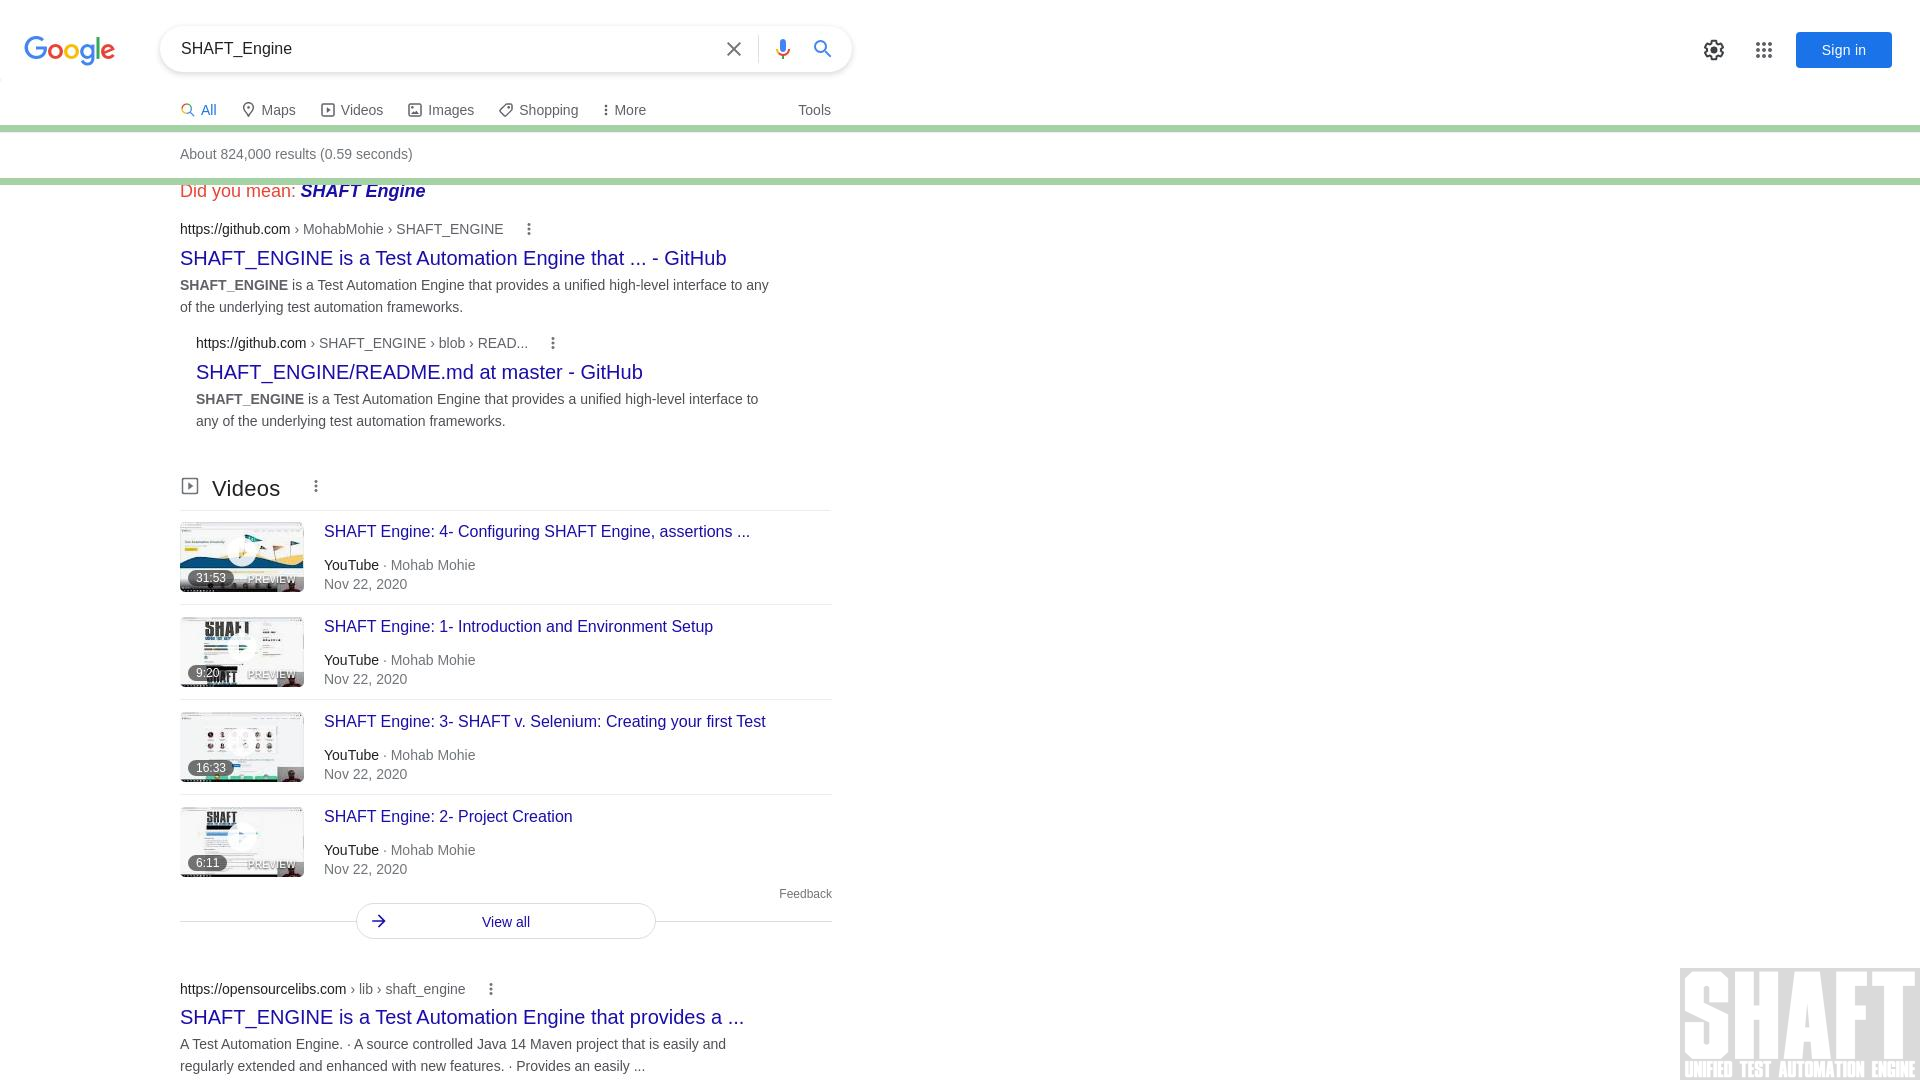 Google
SHAFT_Engine
Sign in
All Maps Videos Images Shopping More Tools
About 824,000 results (0.59 seconds)
Did you mean: SHAFT Engine
https://github.com › MohabMohie › SHAFT_ENGINE
SHAFT_ENGINE is a Test Automation Engine that ... - GitHub
SHAFT_ENGINE is a Test Automation Engine that provides a unified high-level interface to any
of the underlying test automation frameworks.
https://github.com › SHAFT_ENGINE › blob › READ...
SHAFT_ENGINE/README.md at master - GitHub
SHAFT_ENGINE is a Test Automation Engine that provides a unified high-level interface to
any of the underlying test automation frameworks.
Videos
SHAFT Engine: 4- Configuring SHAFT Engine, assertions ...
YouTube · Mohab Mohie
31:53 PREVIEW
Nov 22, 2020
SHAFT Engine: 1- Introduction and Environment Setup
SHAFT
YouTube · Mohab Mohie
9:20 PREVIEW
Nov 22, 2020
SHAFT Engine: 3- SHAFT v. Selenium: Creating your first Test
YouTube · Mohab Mohie
16:33
Nov 22, 2020
SHAFT Engine: 2- Project Creation
SHAFT
YouTube · Mohab Mohie
6:11 PREVIEW
Nov 22, 2020
Feedback
View all
https://opensourcelibs.com › lib › shaft_engine
SHAFT_ENGINE is a Test Automation Engine that provides a ...
A Test Automation Engine. · A source controlled Java 14 Maven project that is easily and
regularly extended and enhanced with new features. · Provides an easily ...
SHAFT
UNIFIED TEST AUTOMATION ENGINE